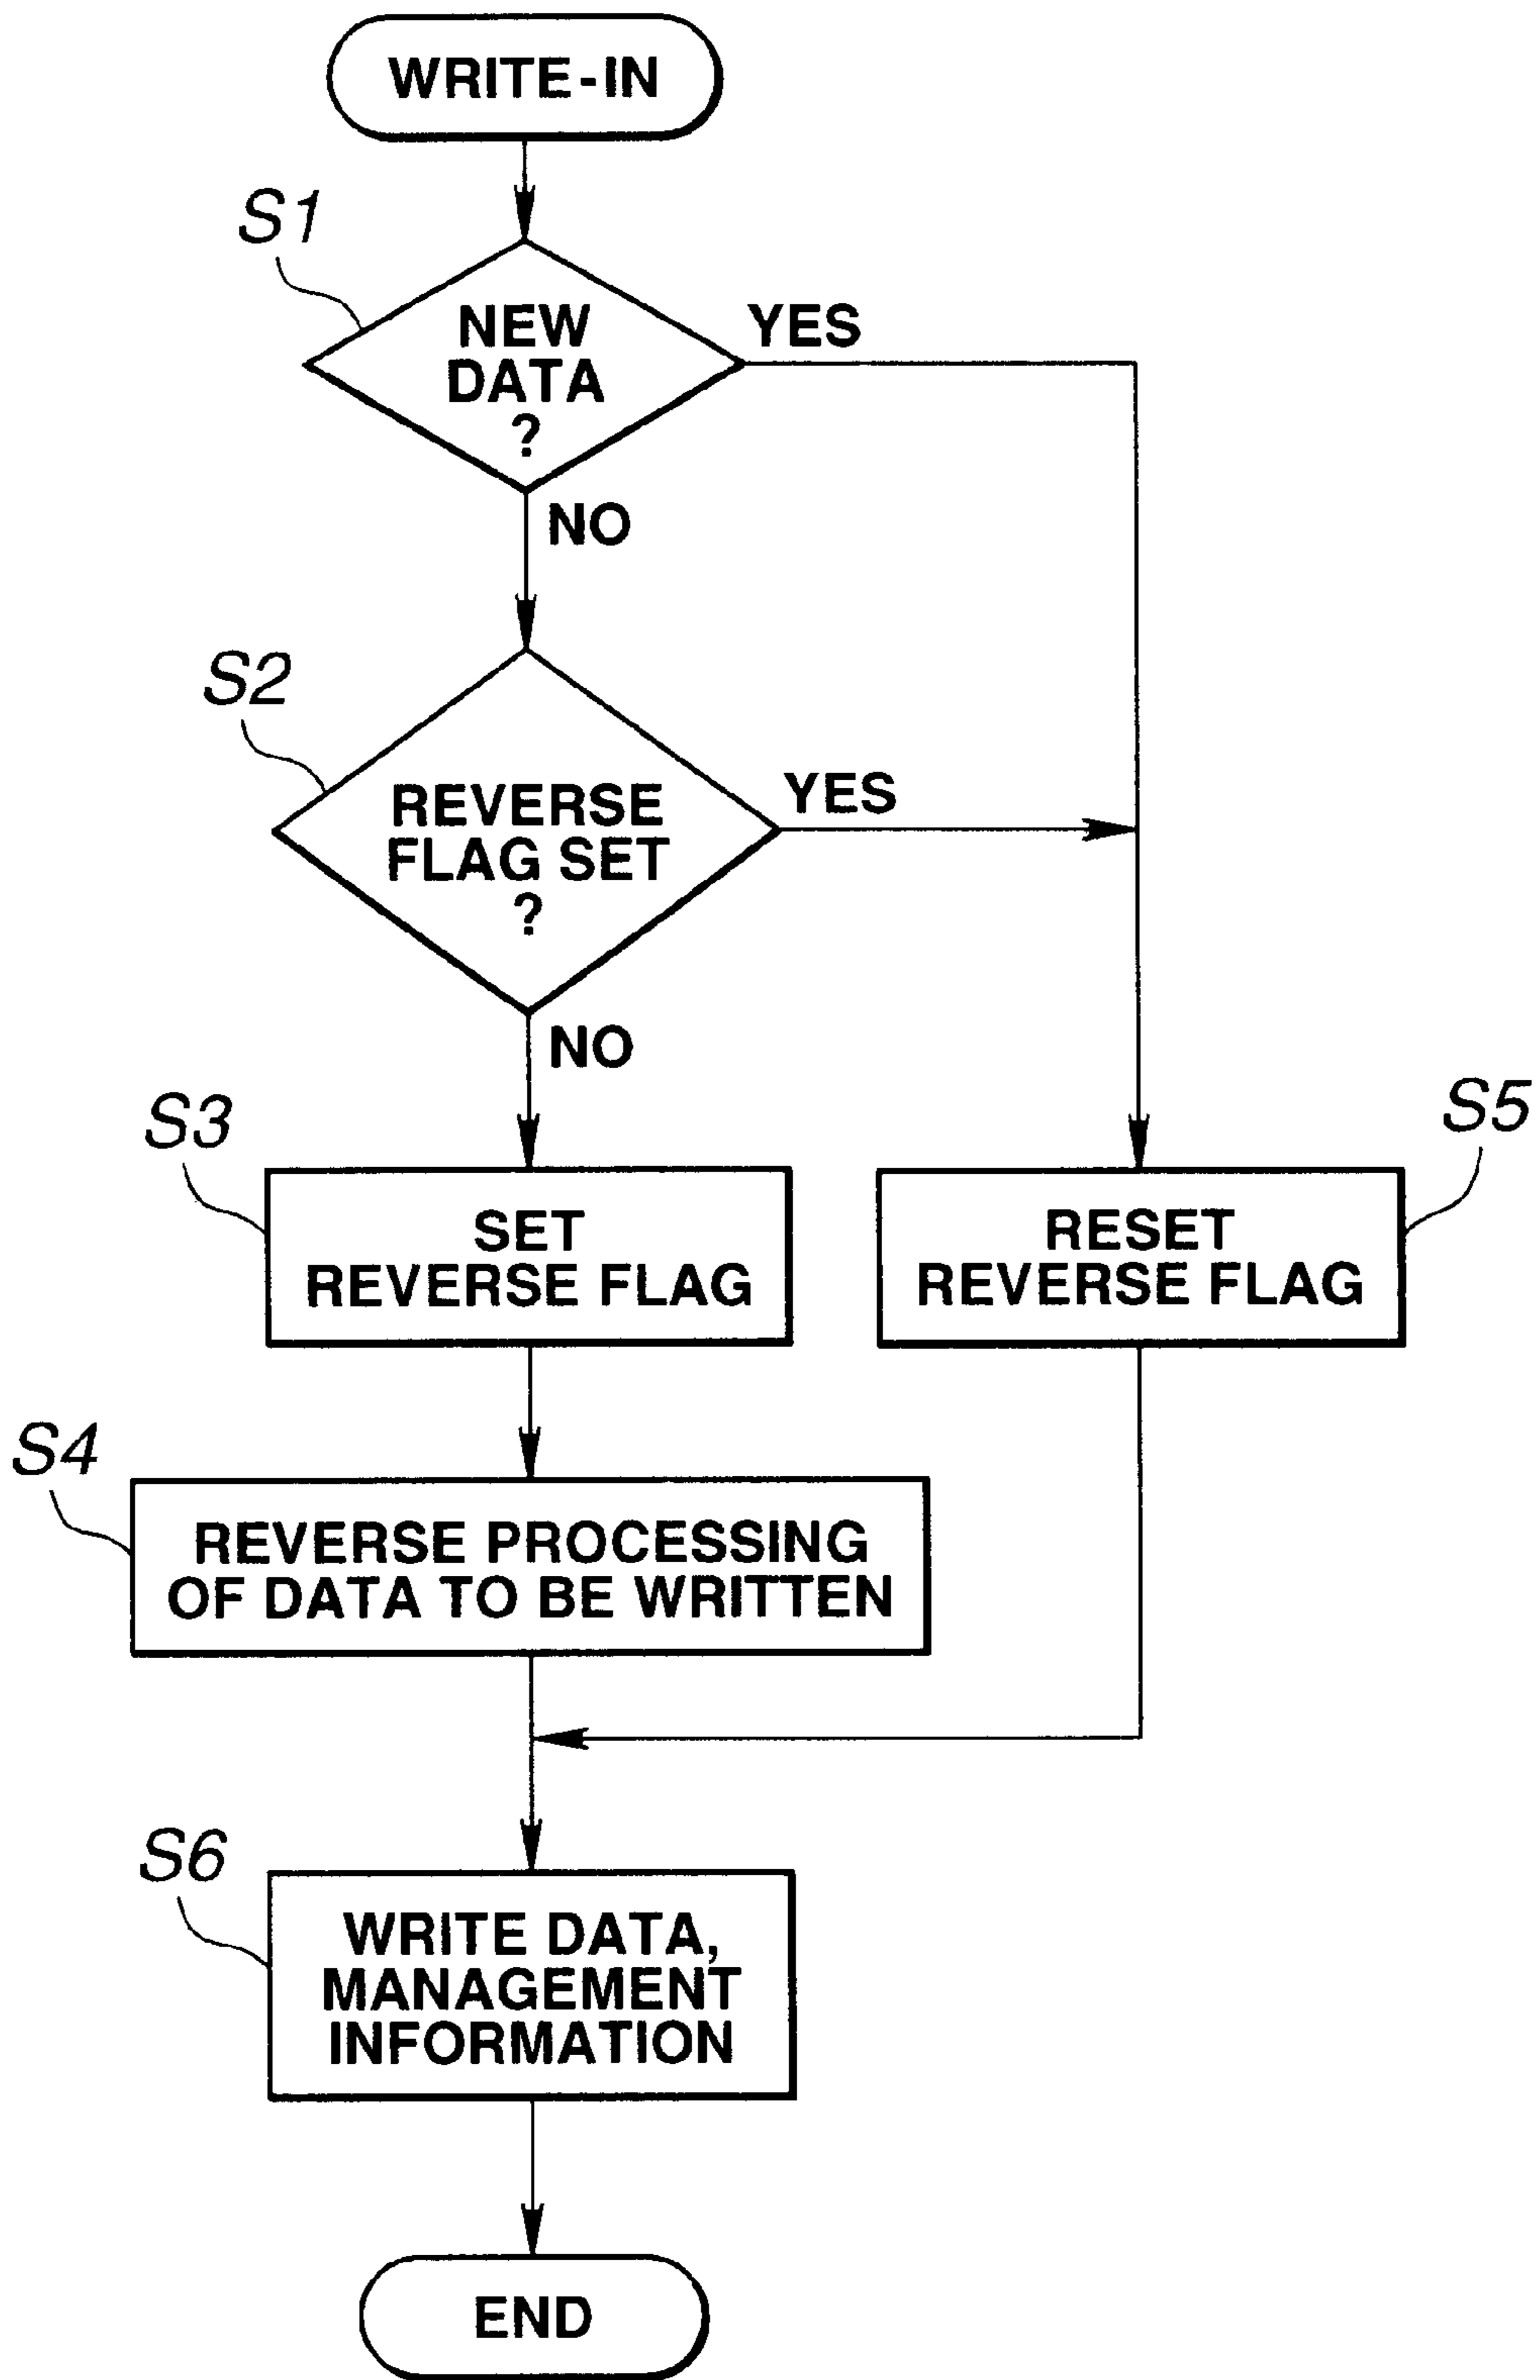 WRITE-IN
S1
NEW
DATA
?
YES
NO
S2
REVERSE
FLAG SET
?
YES
NO
S3
SET
REVERSE FLAG
S5
RESET
REVERSE FLAG
S4
REVERSE PROCESSING
OF DATA TO BE WRITTEN
S6
WRITE DATA,
MANAGEMENT
INFORMATION
END